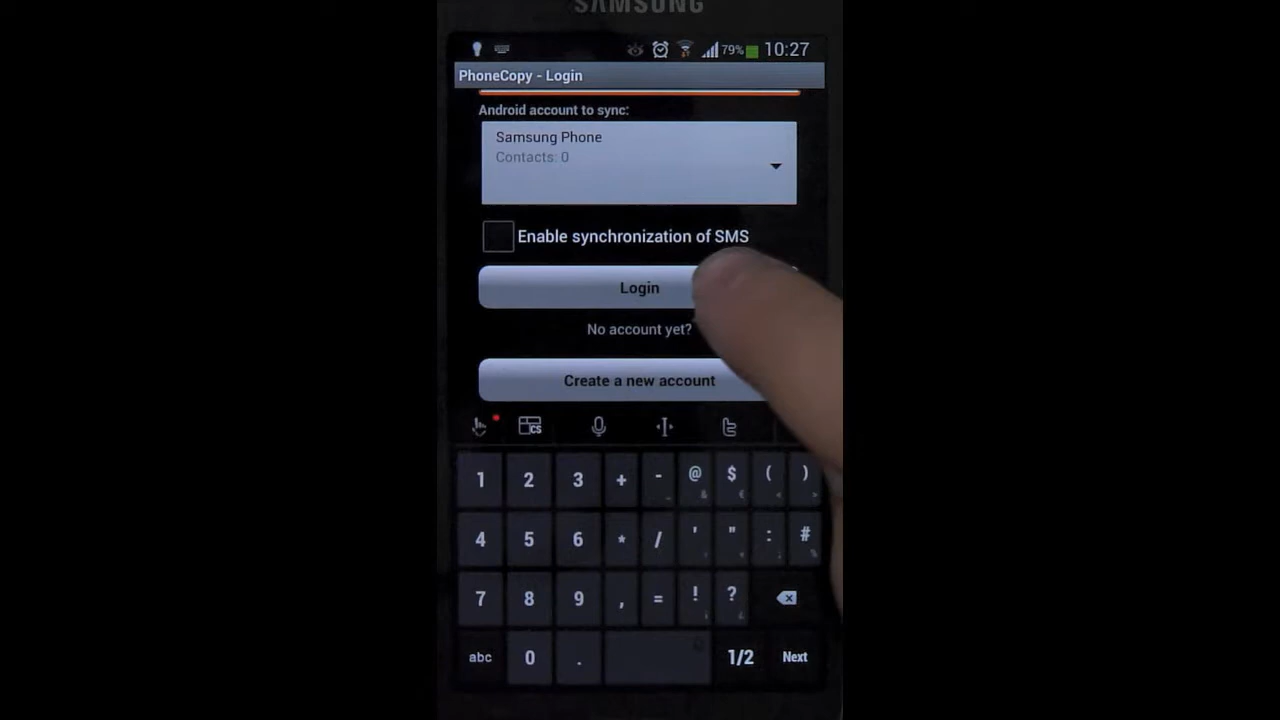 SAMSUNG
79% 10:27
PhoneCopy - Login
Android account to sync:
Samsung Phone
Contacts: 0
Enable synchronization of SMS
Login
No account yet?
Create a new account
CS
1 2 3 + - @ $ ( )
4 5 6 * / ' " : #
7 8 9 , = ! ?
abc 0 . 1/2 Next